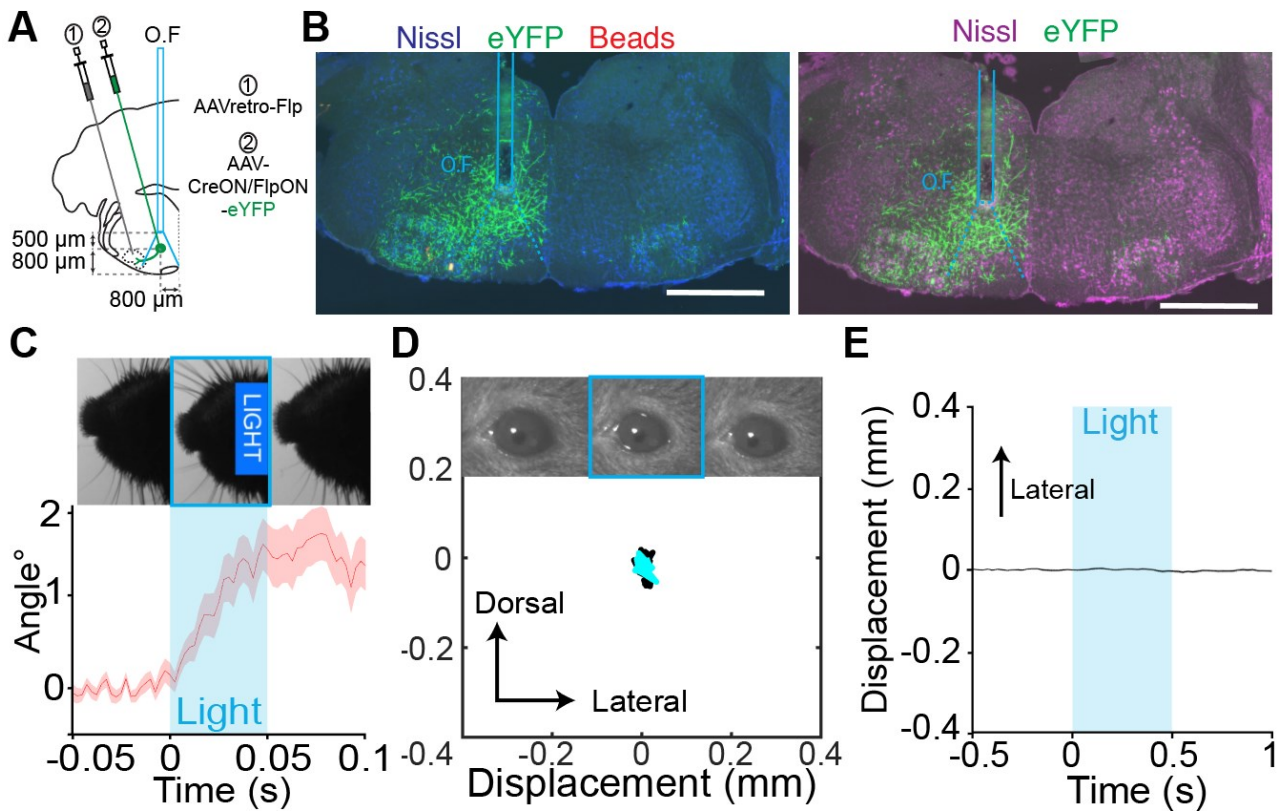 A
① ② O.F
①
AAVretro-Flp
②
AAV-
CreON/FlpON
-eYFP
500 µm
800 µm
800 µm
B
Nissl eYFP Beads
O.F
Nissl eYFP
O.F
C
LIGHT
Angle°
2
1
0
Light
-0.05 0 0.05 0.1
Time (s)
D
0.4
0.2
0
-0.2
-0.4
Dorsal
Lateral
-0.2 0 0.2 0.4
Displacement (mm)
E
Displacement (mm)
0.4
0.2
0
-0.2
-0.4
Light
Lateral
-0.5 0 0.5 1
Time (s)